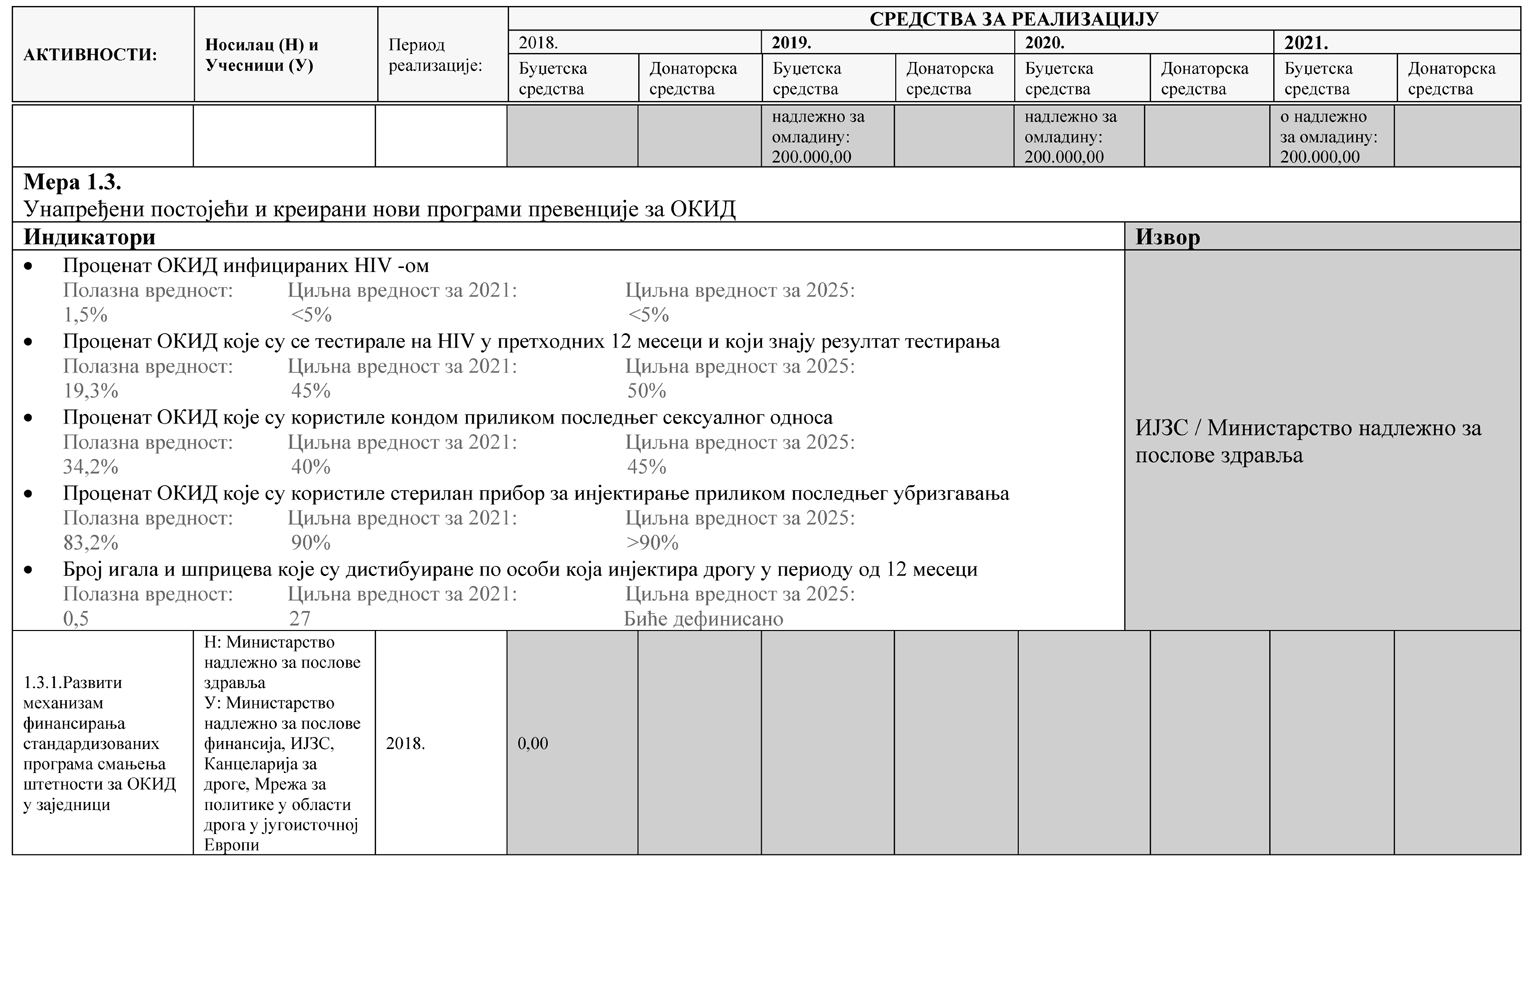 АКТИВНОСТИ:
Носилац (Н) и
Учесници (У)
Период
реализације:
СРЕДСТВА ЗА РЕАЛИЗАЦИЈУ
2018.
2019.
2020.
2021.
Буџетска
средства
Донаторска
средства
Буџетска
средства
Донаторска
средства
Буџетска
средства
Донаторска
средства
Буџетска
средства
Донаторска
средства
надлежно за
омладину:
200.000,00
надлежно за
омладину:
200.000,00
о надлежно
за омладину:
200.000,00
Мера 1.3.
Унапређени постојећи и креирани нови програми превенције за ОКИД
Индикатори
Извор
• Проценат ОКИД инфицираних HIV -ом
Полазна вредност: Циљна вредност за 2021: Циљна вредност за 2025:
1,5% <5% <5%
• Проценат ОКИД које су се тестирале на HIV у претходних 12 месеци и који знају резултат тестирања
Полазна вредност: Циљна вредност за 2021: Циљна вредност за 2025:
19,3% 45% 50%
• Проценат ОКИД које су користиле кондом приликом последњег сексуалног односа
Полазна вредност: Циљна вредност за 2021: Циљна вредност за 2025:
34,2% 40% 45%
• Проценат ОКИД које су користиле стерилан прибор за инјектирање приликом последњег убризгавања
Полазна вредност: Циљна вредност за 2021: Циљна вредност за 2025:
83,2% 90% >90%
• Број игала и шприцева које су дистибуиране по особи која инјектира дрогу у периоду од 12 месеци
Полазна вредност: Циљна вредност за 2021: Циљна вредност за 2025:
0,5 27 Биће дефинисано
ИЈЗС / Министарство надлежно за
послове здравља
1.3.1.Развити
механизам
финансирања
стандардизованих
програма смањења
штетности за ОКИД
у заједници
Н: Министарство
надлежно за послове
здравља
У: Министарство
надлежно за послове
финансија, ИЈЗС,
Канцеларија за
дроге, Мрежа за
политике у области
дрога у југоисточној
Европи
2018.
0,00